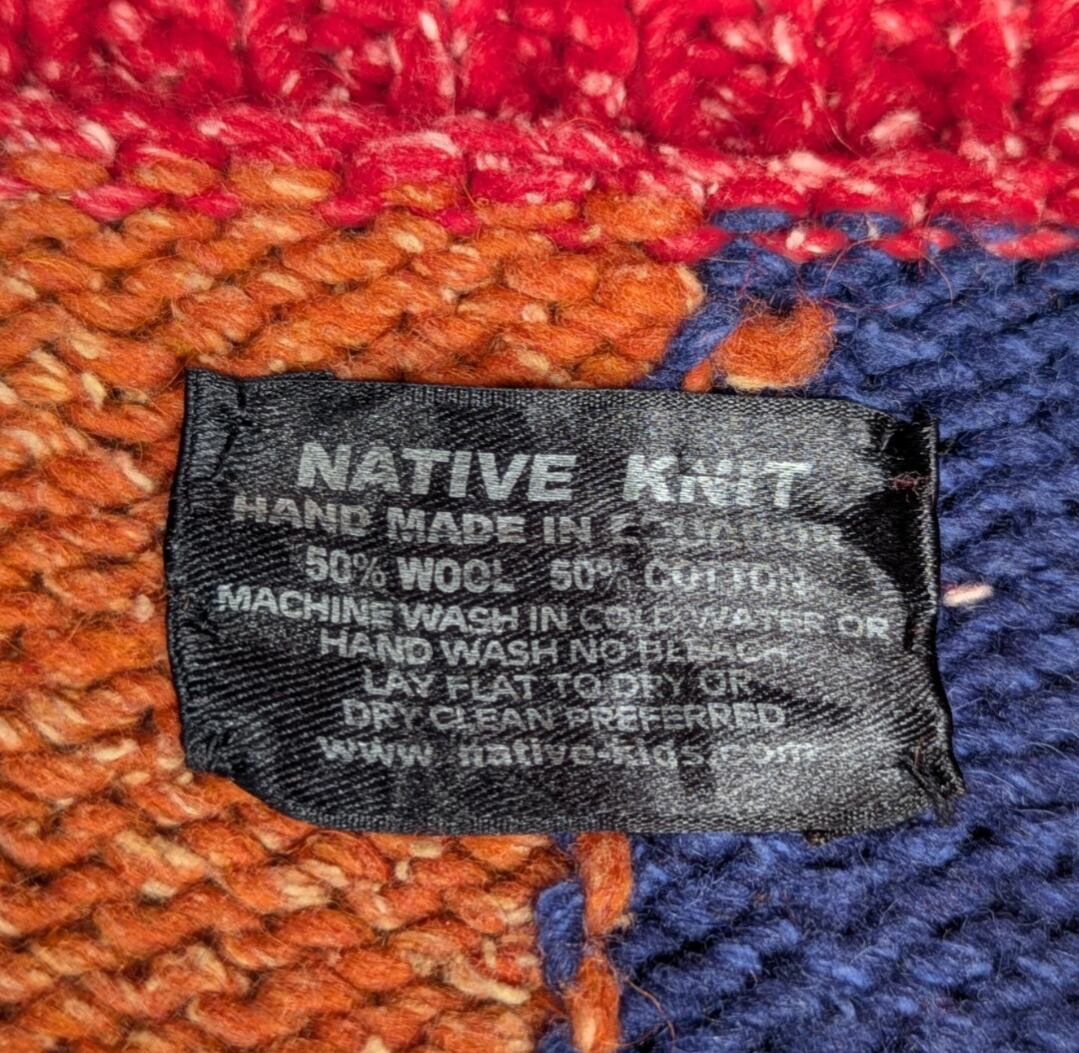 NATIVE KNIT
HAND MADE IN ECUADOR
50% WOOL 50% COTTON
MACHINE WASH IN COLD WATER OR
HAND WASH NO BLEACH
LAY FLAT TO DRY OR
DRY CLEAN PREFERRED
www.native-kids.com